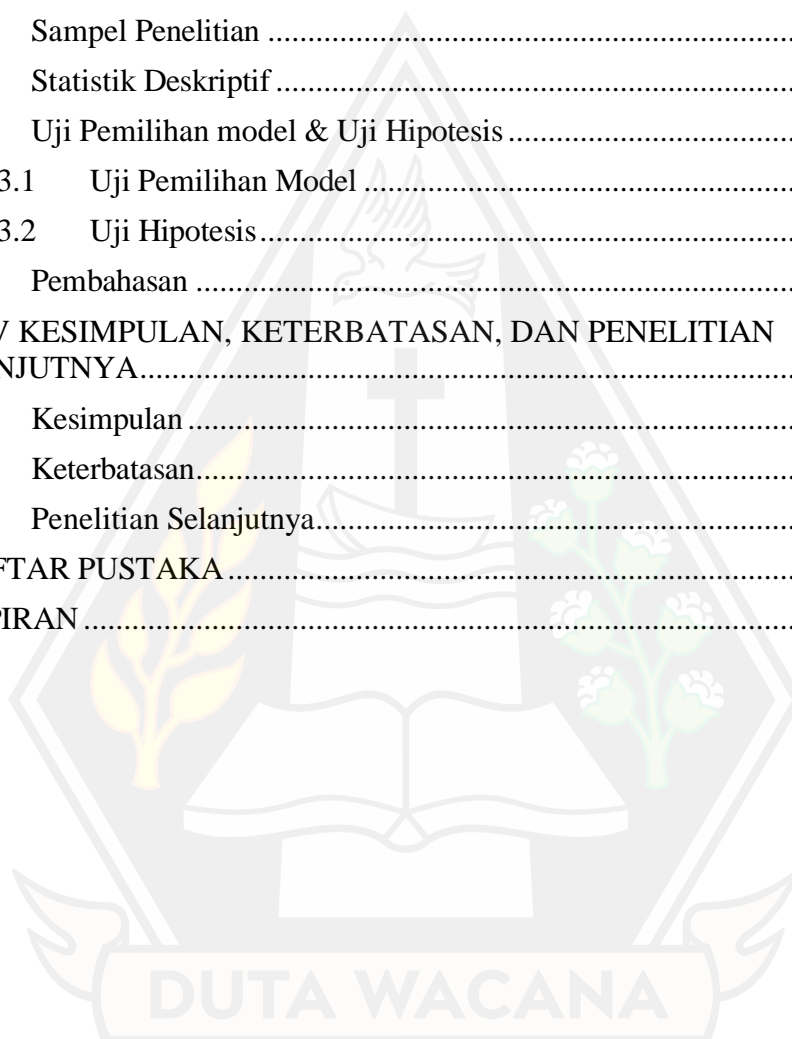 Sampel Penelitian ........................................................................
Statistik Deskriptif ......................................................................
Uji Pemilihan model & Uji Hipotesis ......................................
3.1 Uji Pemilihan Model ..........................................................
3.2 Uji Hipotesis........................................................................
Pembahasan .................................................................................
V KESIMPULAN, KETERBATASAN, DAN PENELITIAN
NJUTNYA.........................................................................................
Kesimpulan ..................................................................................
Keterbatasan.................................................................................
Penelitian Selanjutnya.................................................................
FTAR PUSTAKA .............................................................................
PIRAN ...............................................................................................
DUTA WACANA